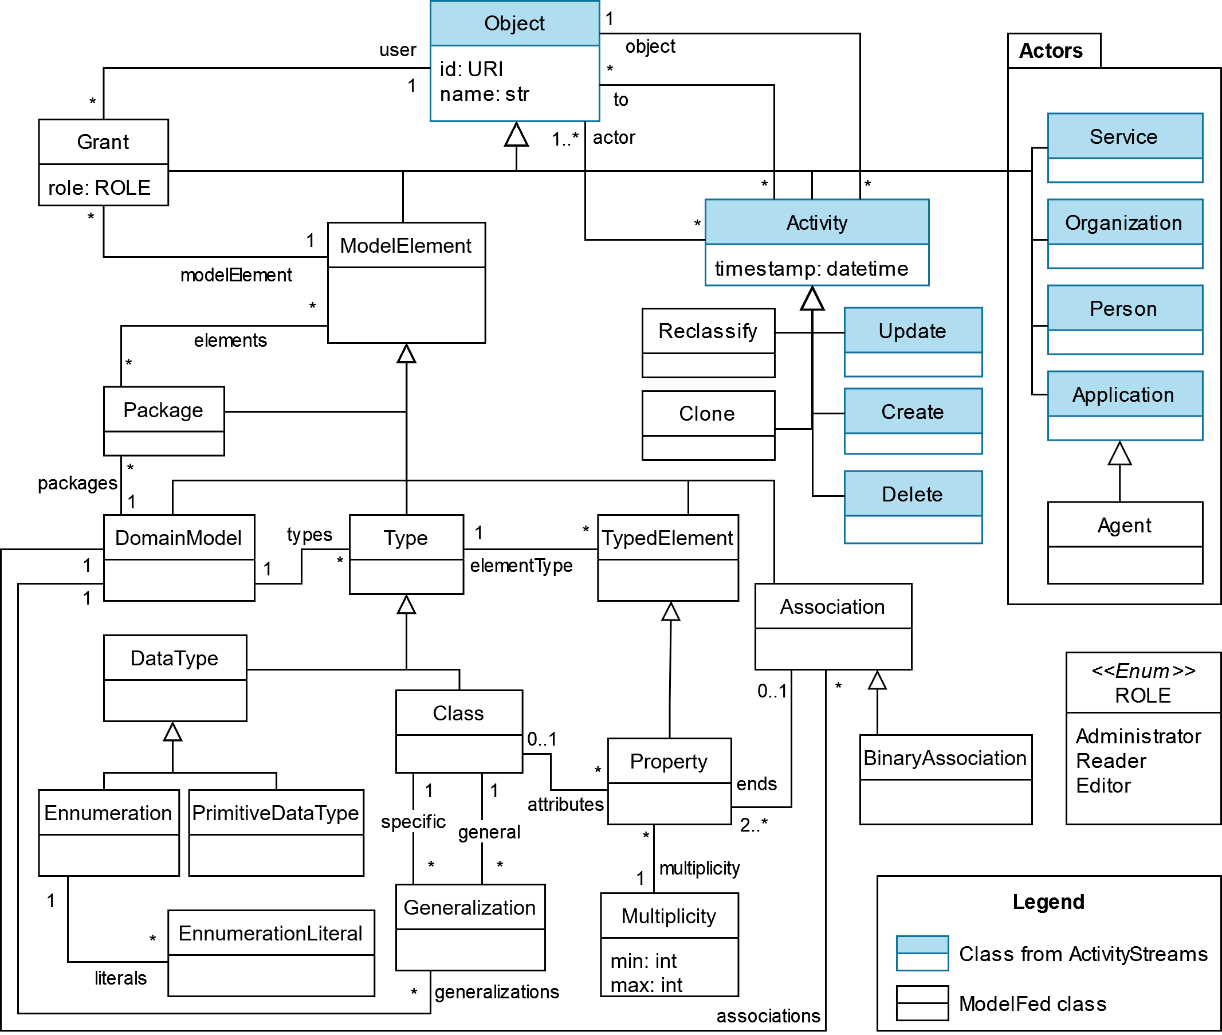 Object
id: URI
name: str
user
1
*
1
object
*
to
1..*
actor
*
*
*
Grant
role: ROLE
*
1
modelElement
ModelElement
*
elements
*
Package
*
packages
1
Activity
timestamp: datetime
Reclassify
Update
Clone
Create
Delete
Actors
Service
Organization
Person
Application
Agent
DomainModel
1
1
types
1
*
Type
1
*
elementType
TypedElement
Association
0..1
*
DataType
Class
0..1
*
attributes
Property
ends
2..*
BinaryAssociation
<<Enum>>
ROLE
Administrator
Reader
Editor
Ennumeration
PrimitiveDataType
1
specific
*
1
general
*
*
multiplicity
1
Generalization
*
generalizations
Multiplicity
min: int
max: int
1
*
literals
EnnumerationLiteral
associations
Legend
Class from ActivityStreams
ModelFed class